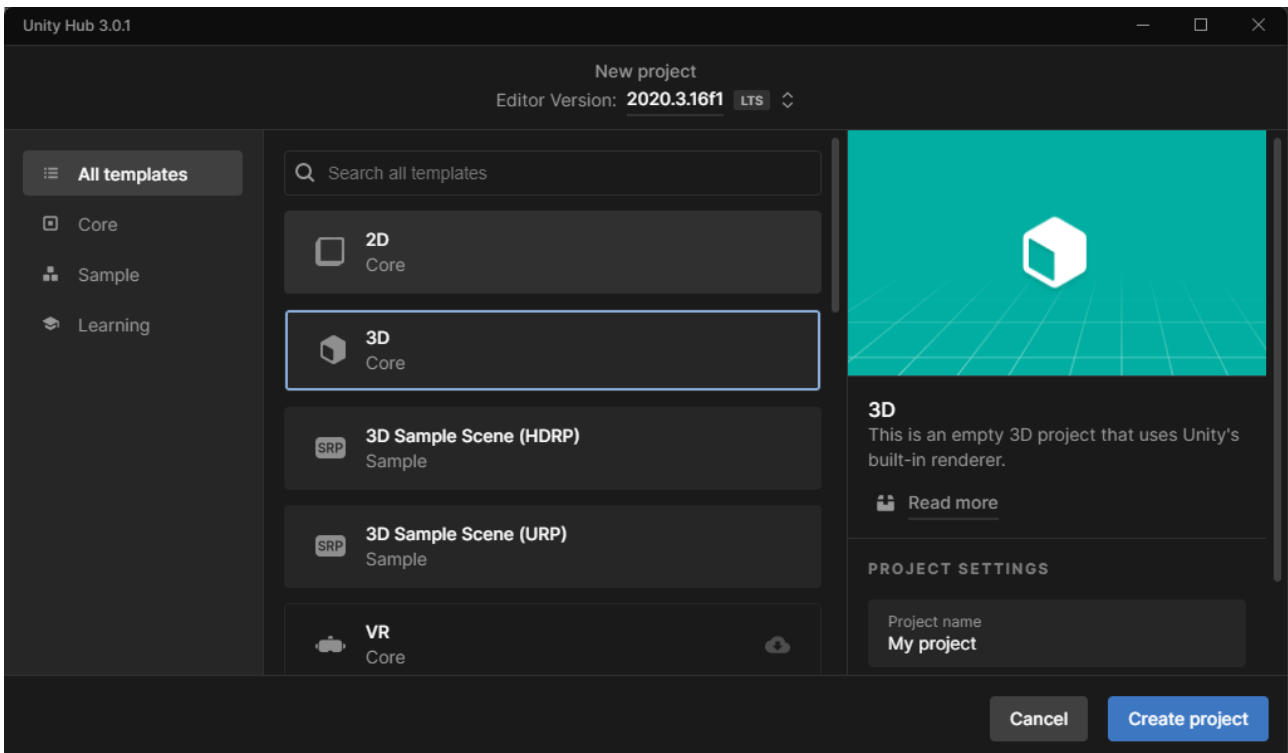 Unity Hub 3.0.1
New project
Editor Version: 2020.3.16f1 LTS
All templates
Core
Sample
Learning
Search all templates
2D
Core
3D
Core
SRP
3D Sample Scene (HDRP)
Sample
SRP
3D Sample Scene (URP)
Sample
VR
Core
3D
This is an empty 3D project that uses Unity's
built-in renderer.
Read more
PROJECT SETTINGS
Project name
My project
Cancel
Create project